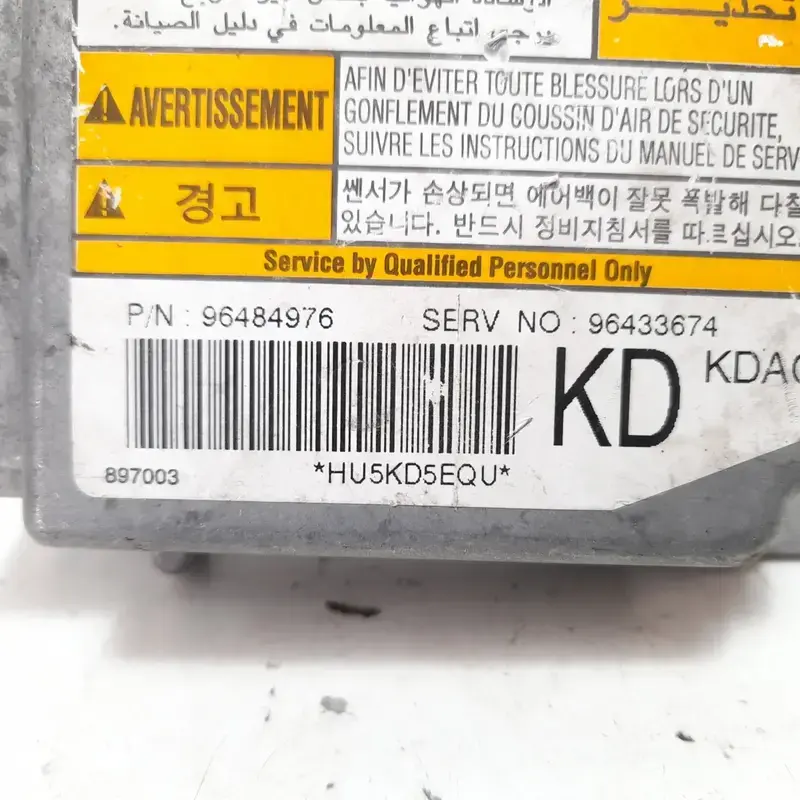 تحذير
يرجى اتباع المعلومات في دليل الصيانة.
AVERTISSEMENT
AFIN D'EVITER TOUTE BLESSURE LORS D'UN
GONFLEMENT DU COUSSIN D'AIR DE SECURITE,
SUIVRE LES INSTRUCTIONS DU MANUEL DE SERV
경고
쎈서가 손상되면 에어백이 잘못 폭발해 다칠
있습니다. 반드시 정비지침서를 따르십시오.
Service by Qualified Personnel Only
P/N : 96484976 SERV NO : 96433674
KD KDAC
897003 *HU5KD5EQU*